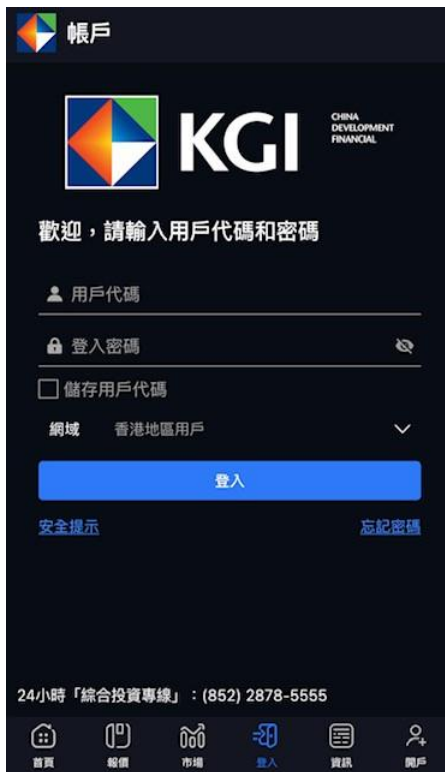 帳戶
KGI
CHINA
DEVELOPMENT
FINANCIAL
歡迎，請輸入用戶代碼和密碼
用戶代碼
登入密碼
儲存用戶代碼
網域 香港地區用戶
登入
安全提示 忘記密碼
24小時「綜合投資專線」：(852) 2878-5555
首頁 報價 市場 登入 資訊 開戶